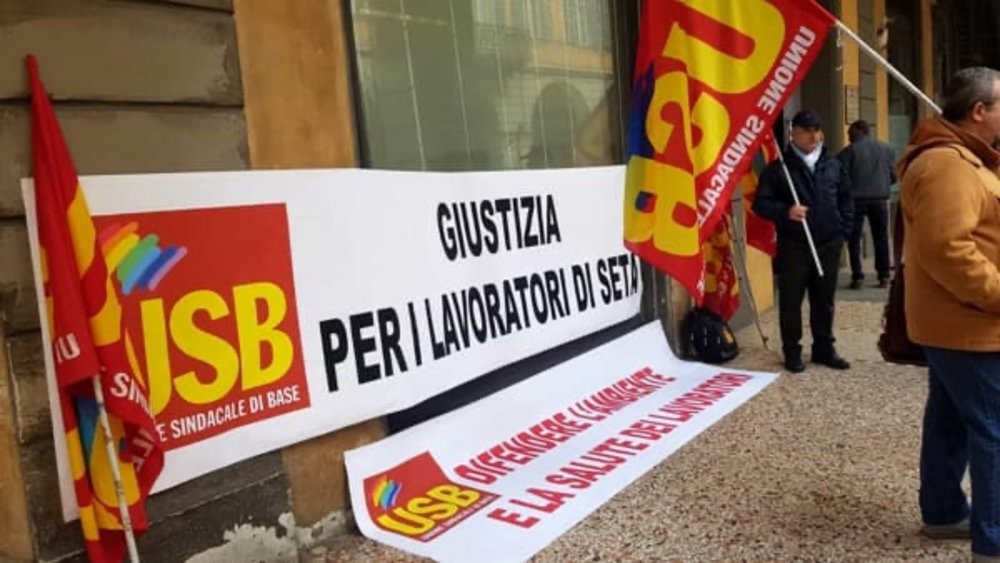 USB
UNIONE SINDACALE
GIUSTIZIA
PER I LAVORATORI DI SETA
USB
E SINDACALE DI BASE
DIFENDERE L'AMBIENTE
E LA SALUTE DEI LAVORATORI
USB